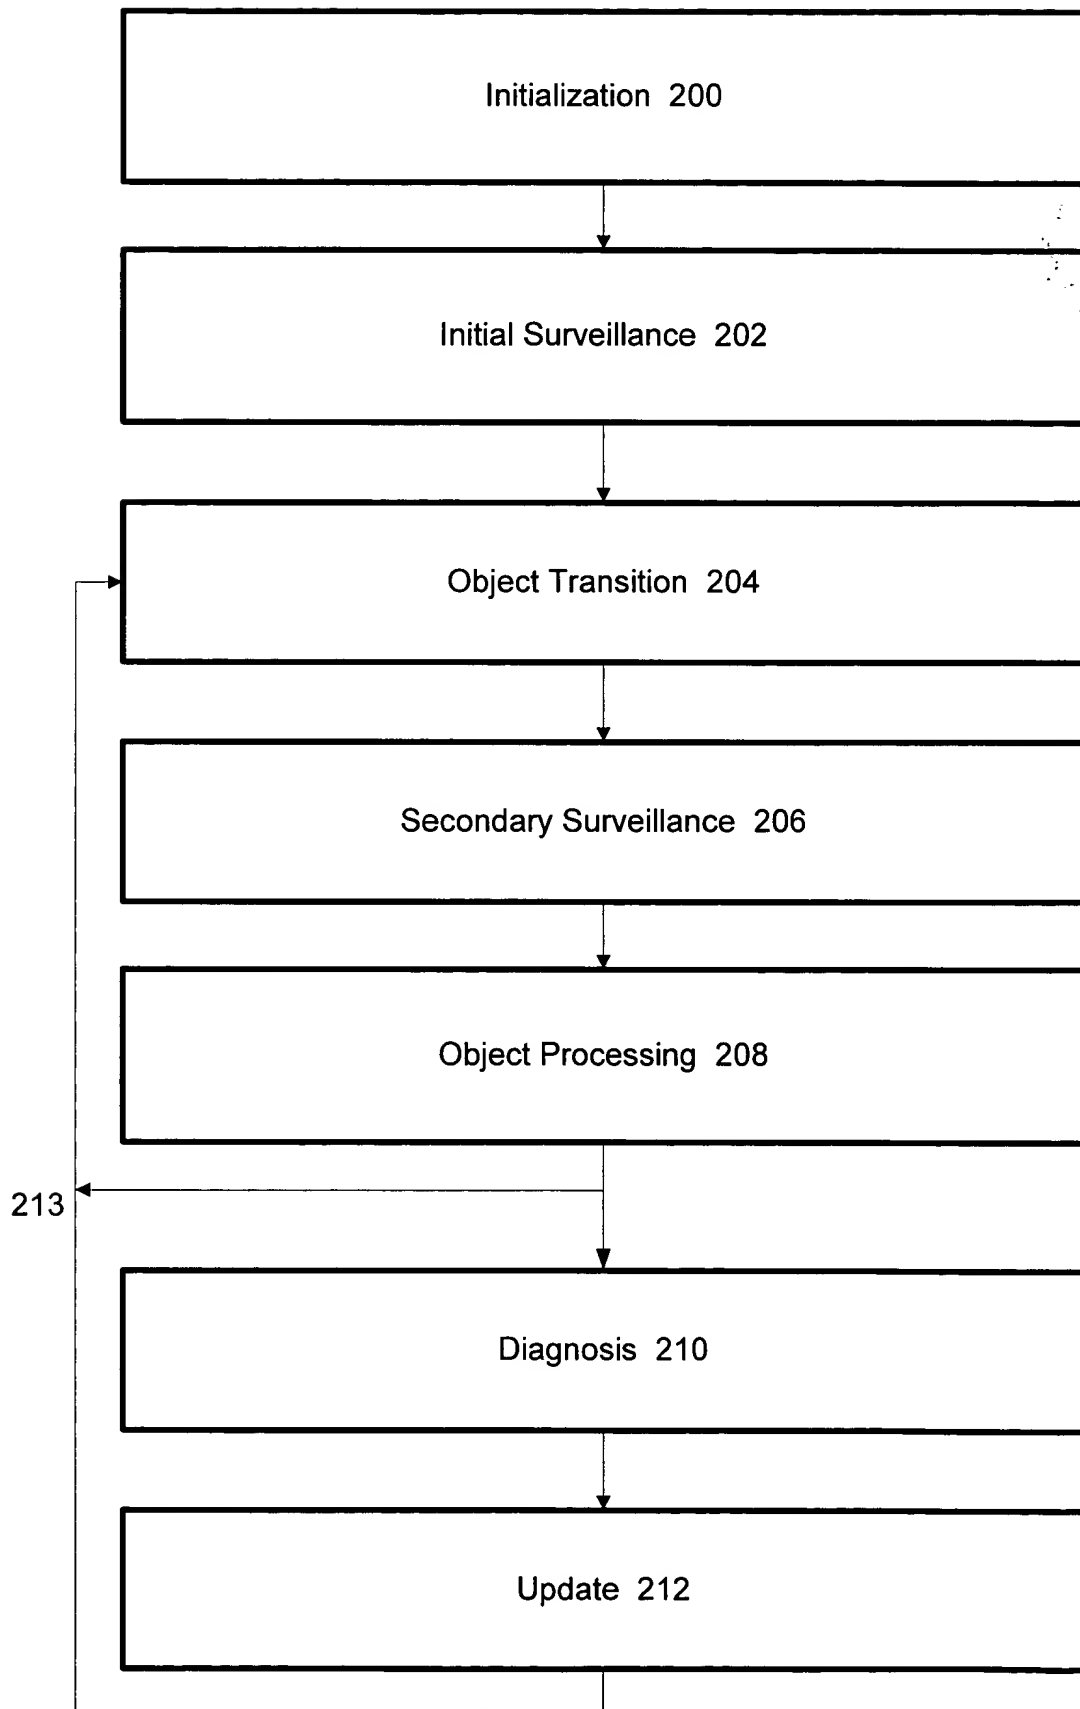 Initialization 200
Initial Surveillance 202
Object Transition 204
Secondary Surveillance 206
Object Processing 208
213
Diagnosis 210
Update 212